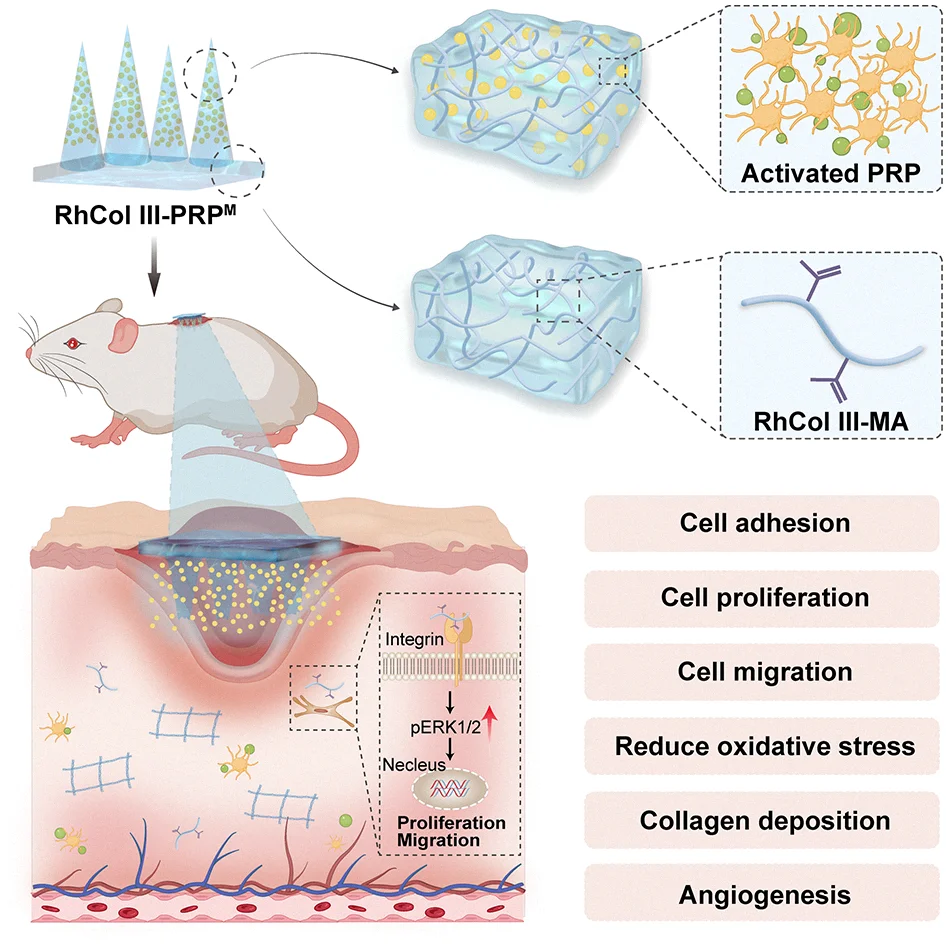 Activated PRP
RhCol III-PRPᴹ
RhCol III-MA
Cell adhesion
Cell proliferation
Integrin
Cell migration
pERK1/2
Reduce oxidative stress
Necleus
Proliferation
Migration
Collagen deposition
Angiogenesis